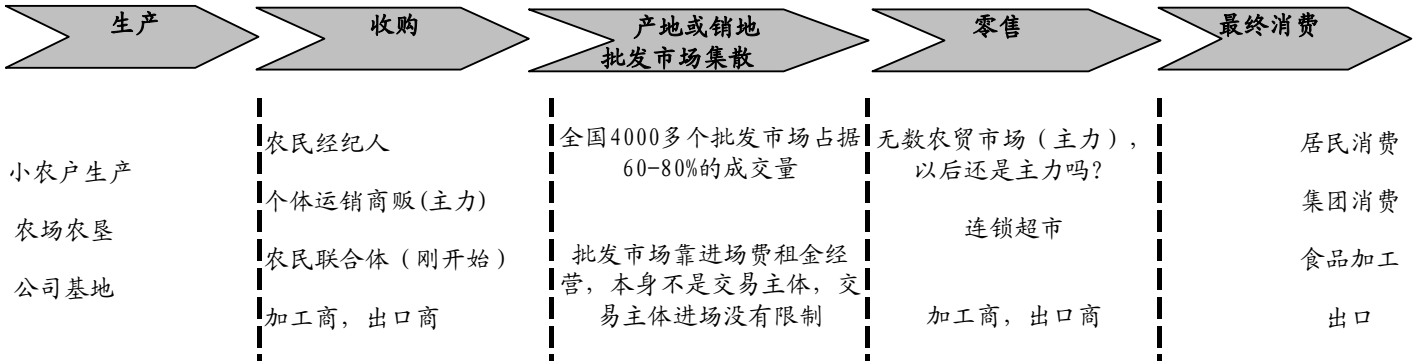 生产
收购
产地或销地
批发市场集散
零售
最终消费
小农户生产
农场农垦
公司基地
农民经纪人
个体运销商贩(主力)
农民联合体（刚开始）
加工商，出口商
全国4000多个批发市场占据
60-80%的成交量
批发市场靠进场费租金经
营，本身不是交易主体，交
易主体进场没有限制
无数农贸市场（主力），
以后还是主力吗?
连锁超市
加工商，出口商
居民消费
集团消费
食品加工
出口